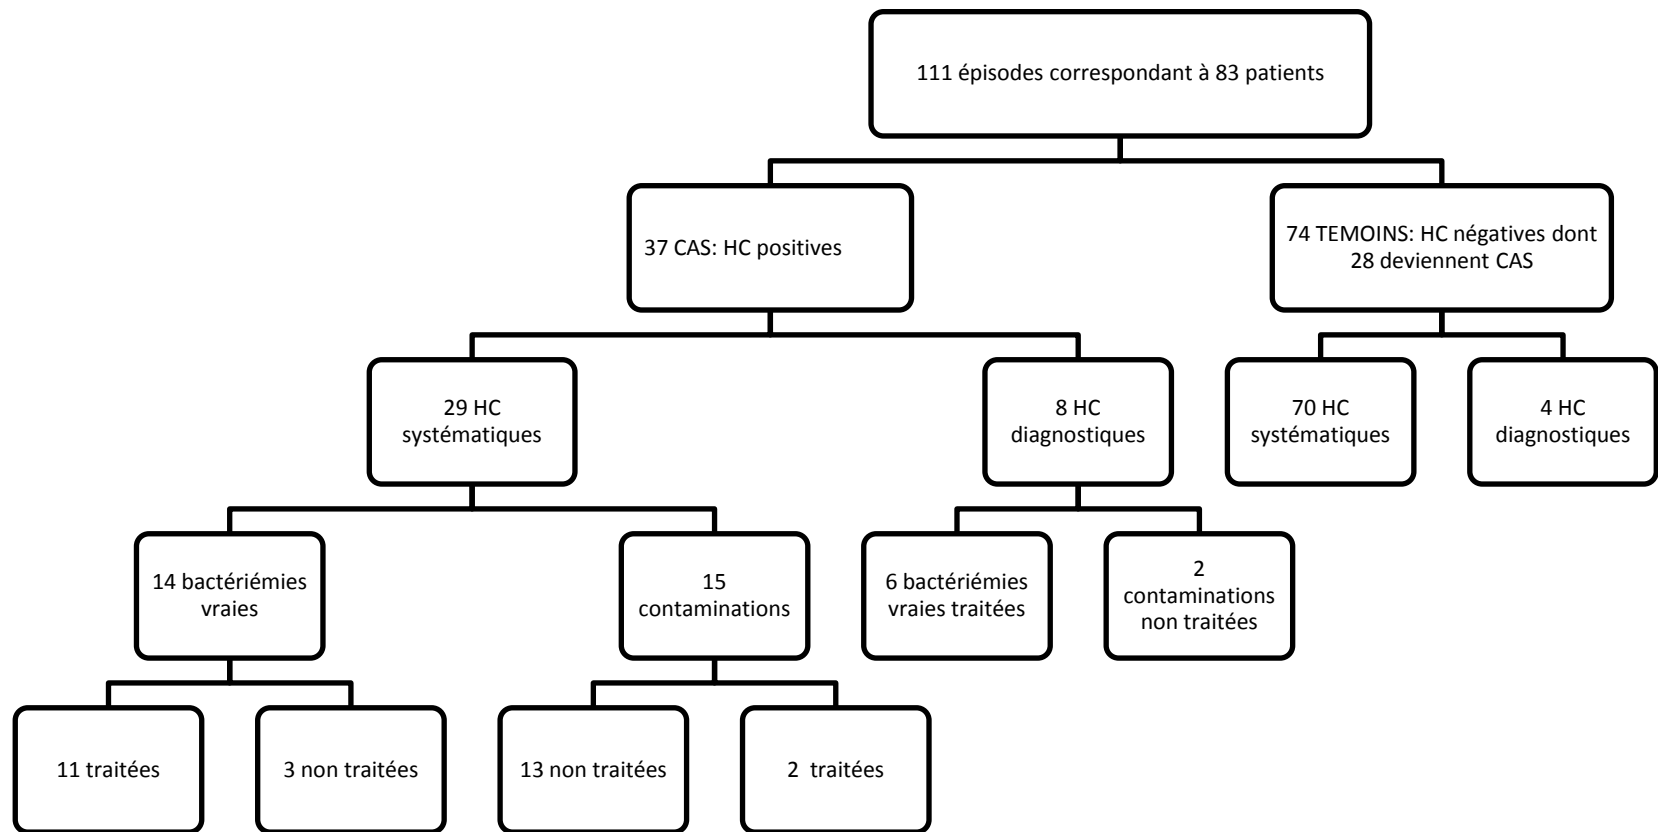 111 épisodes correspondant à 83 patients
37 CAS: HC positives
74 TEMOINS: HC négatives dont
28 deviennent CAS
29 HC
systématiques
8 HC
diagnostiques
70 HC
systématiques
4 HC
diagnostiques
14 bactériémies
vraies
15
contaminations
6 bactériémies
vraies traitées
2
contaminations
non traitées
11 traitées
3 non traitées
13 non traitées
2 traitées